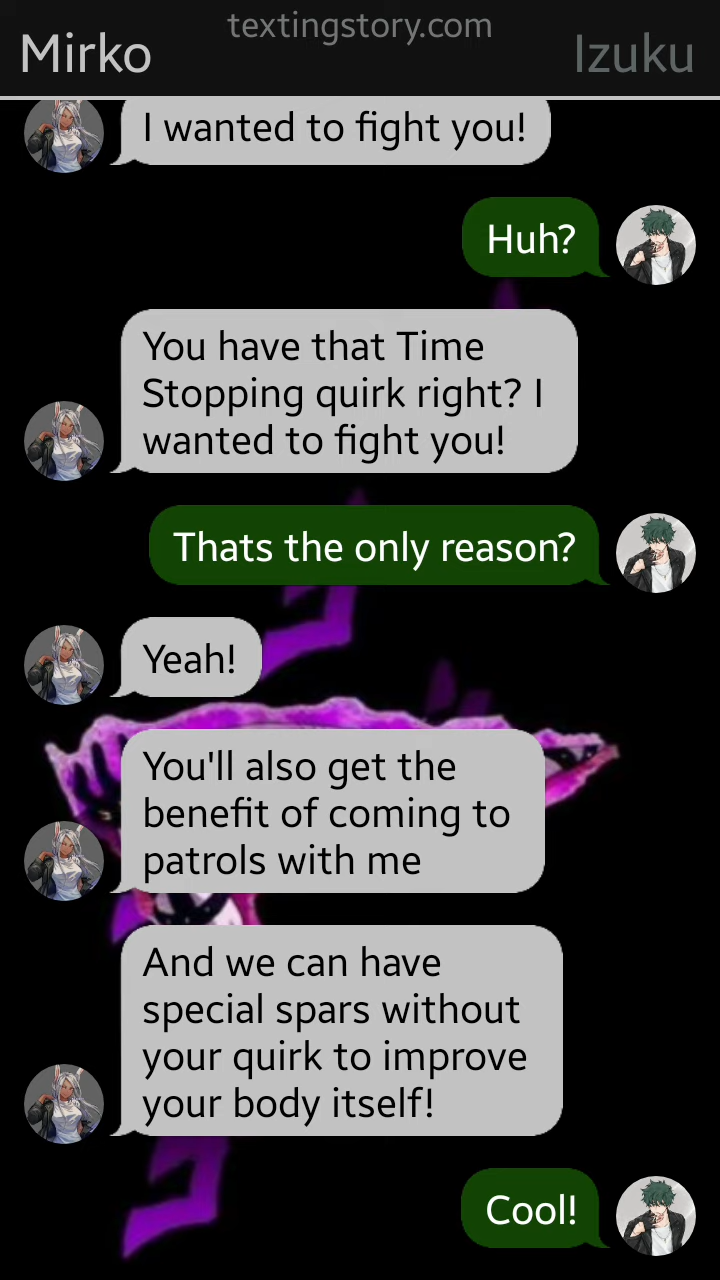 textingstory.com
Mirko
Izuku
I wanted to fight you!
Huh?
You have that Time
Stopping quirk right? I
wanted to fight you!
Thats the only reason?
Yeah!
You'll also get the
benefit of coming to
patrols with me
And we can have
special spars without
your quirk to improve
your body itself!
Cool!